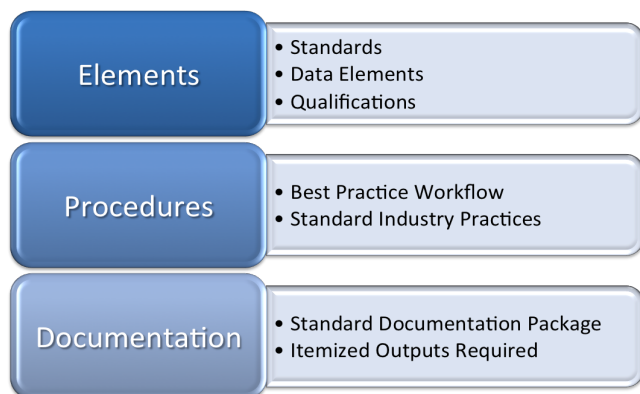 Elements
• Standards
• Data Elements
• Qualifications
Procedures
• Best Practice Workflow
• Standard Industry Practices
Documentation
• Standard Documentation Package
• Itemized Outputs Required